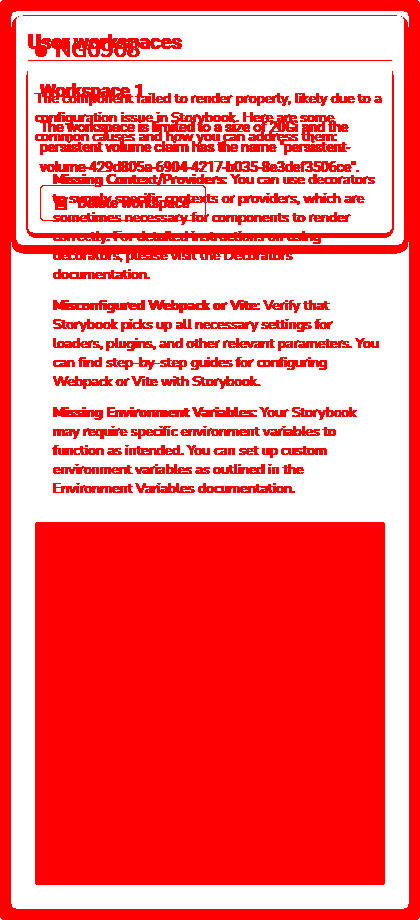 User workspaces
NG0908
Workspace 1
The component failed to render properly, likely due to a
configuration issue in Storybook. Here are some
The workspace is limited to a size of 20Gi and the
common causes and how you can address them:
persistent volume claim has the name "persistent-
volume-429d805a-6904-4217-b035-8e3def3506ce".
Missing Context/Providers: You can use decorators
to supply specific contexts or providers, which are
Delete workspace
sometimes necessary for components to render
correctly. For detailed instructions on using
decorators, please visit the Decorators
documentation.
Misconfigured Webpack or Vite: Verify that
Storybook picks up all necessary settings for
loaders, plugins, and other relevant parameters. You
can find step-by-step guides for configuring
Webpack or Vite with Storybook.
Missing Environment Variables: Your Storybook
may require specific environment variables to
function as intended. You can set up custom
environment variables as outlined in the
Environment Variables documentation.